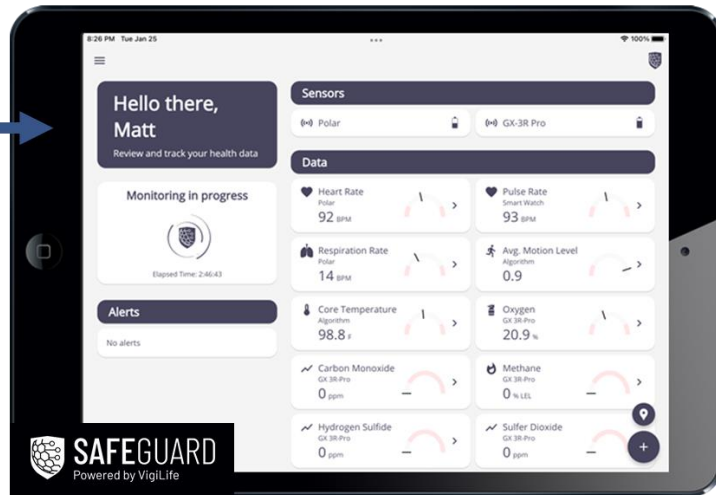 8:26 PM Tue Jan 25
100%
Hello there,
Matt
Review and track your health data
Monitoring in progress
Elapsed Time: 2:46:43
Alerts
No alerts
Sensors
Polar
GX-3R Pro
Data
Heart Rate
Polar
92 BPM
Pulse Rate
Smart Watch
93 BPM
Respiration Rate
Polar
14 BPM
Avg. Motion Level
Algorithm
0.9
Core Temperature
Algorithm
98.8 F
Oxygen
GX 3R-Pro
20.9 %
Carbon Monoxide
GX 3R-Pro
0 ppm
Methane
GX 3R-Pro
0 % LEL
Hydrogen Sulfide
GX 3R-Pro
0 ppm
Sulfer Dioxide
GX 3R-Pro
0 ppm
SAFEGUARD
Powered by VigiLife